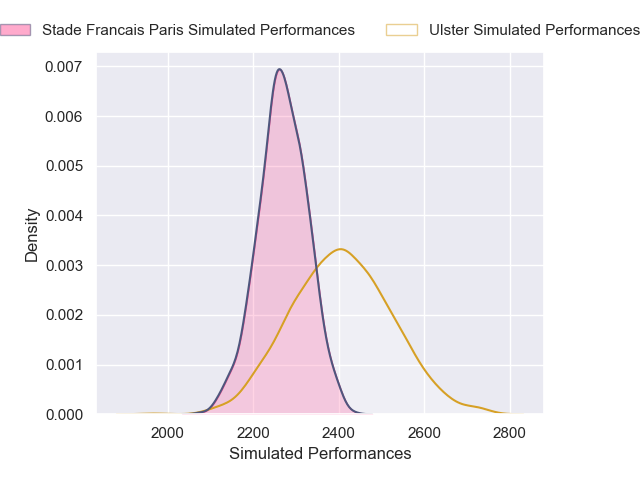 Stade Francais Paris Simulated Performances Ulster Simulated Performances
0.007
0.006
0.005
0.004
0.003
0.002
0.001
0.000
Density
2000 2200 2400 2600 2800
Simulated Performances